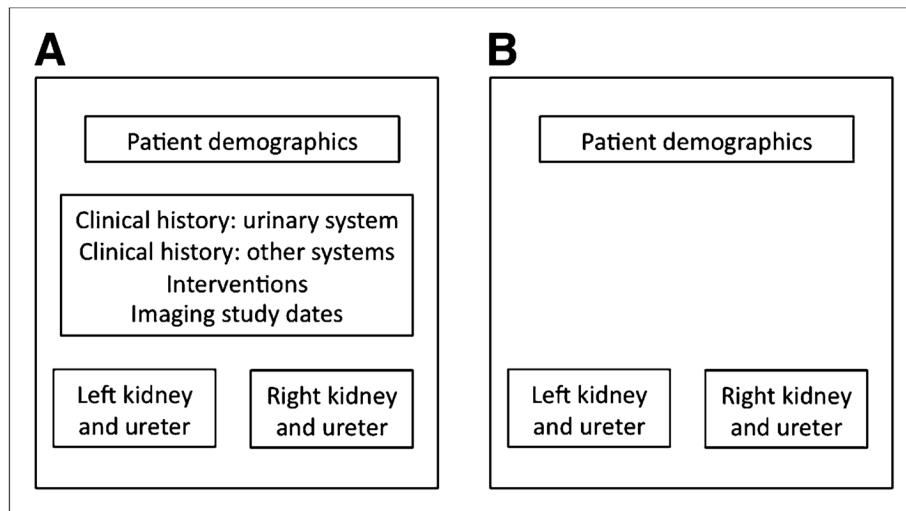 A
Patient demographics
Clinical history: urinary system
Clinical history: other systems
Interventions
Imaging study dates
Left kidney
and ureter
Right kidney
and ureter
B
Patient demographics
Left kidney
and ureter
Right kidney
and ureter